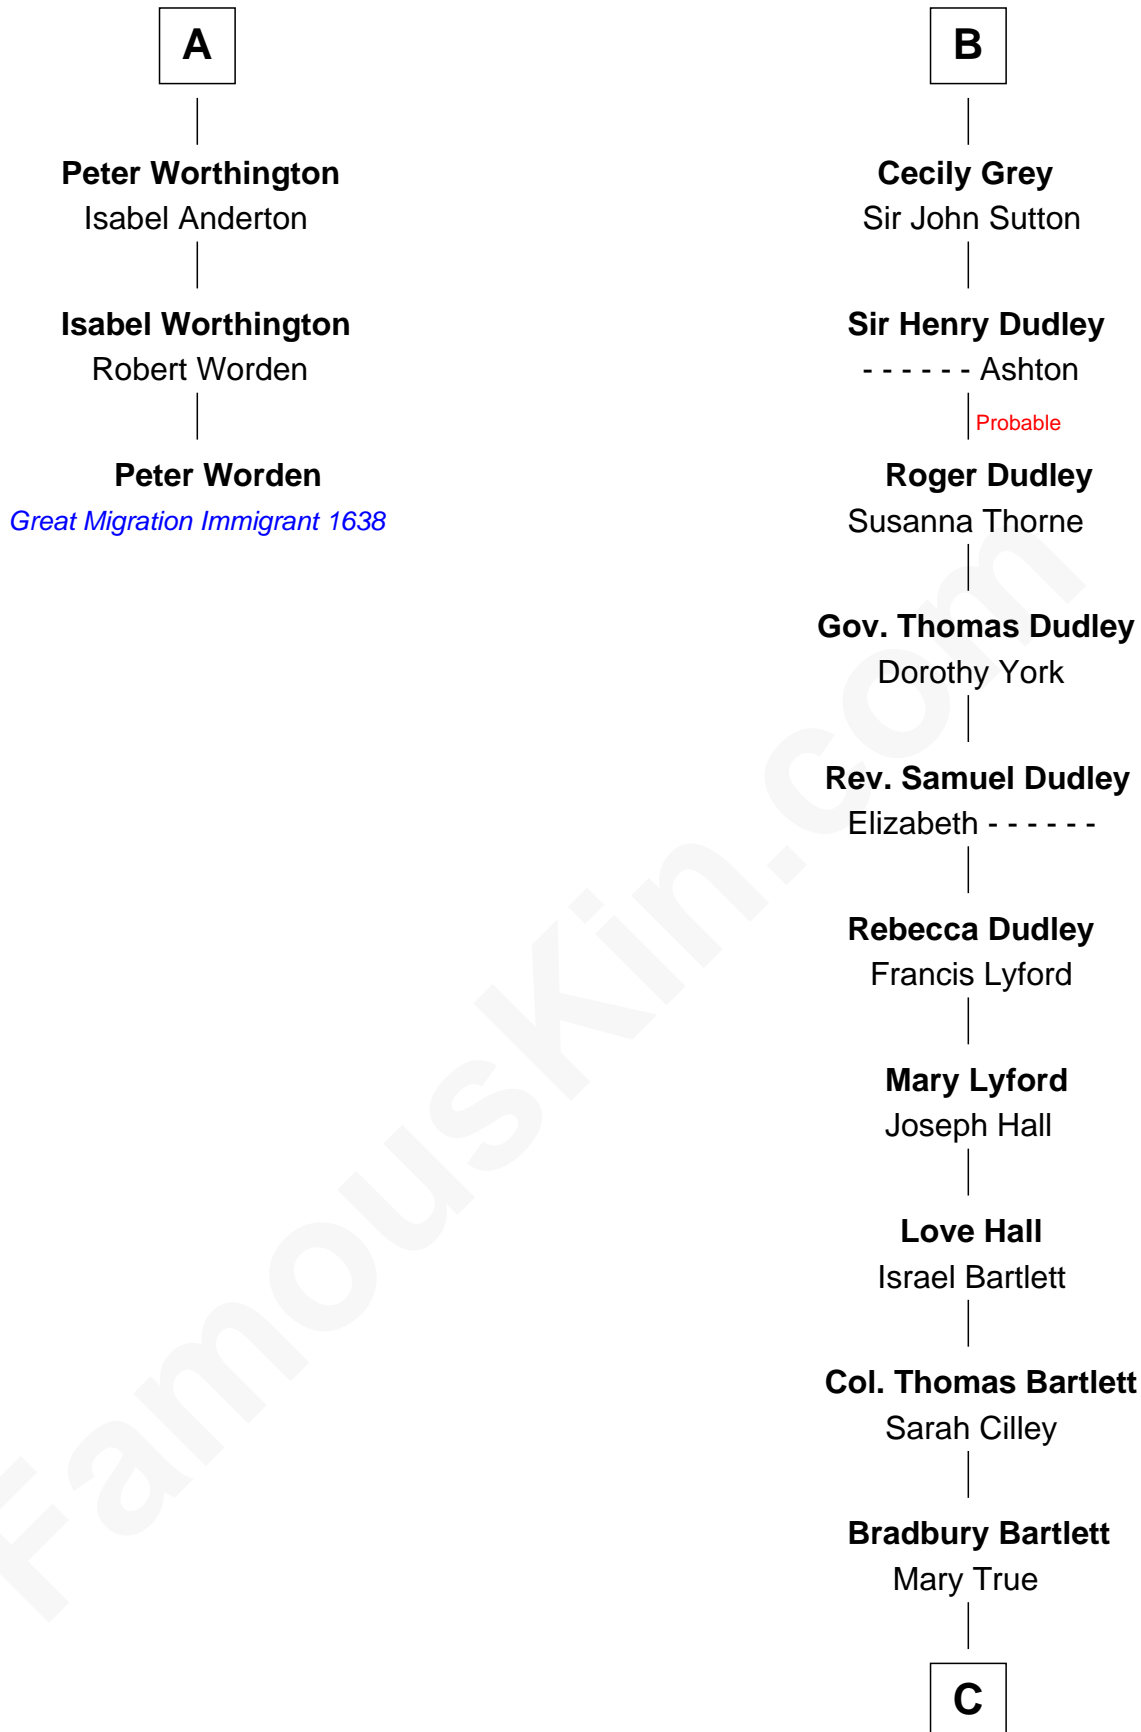 A
Peter Worthington
Isabel Anderton
Isabel Worthington
Robert Worden
Peter Worden
Great Migration Immigrant 1638
B
Cecily Grey
Sir John Sutton
Sir Henry Dudley
- - - - - - Ashton
Probable
Roger Dudley
Susanna Thorne
Gov. Thomas Dudley
Dorothy York
Rev. Samuel Dudley
Elizabeth - - - - - -
Rebecca Dudley
Francis Lyford
Mary Lyford
Joseph Hall
Love Hall
Israel Bartlett
Col. Thomas Bartlett
Sarah Cilley
Bradbury Bartlett
Mary True
C
FamousKin.com